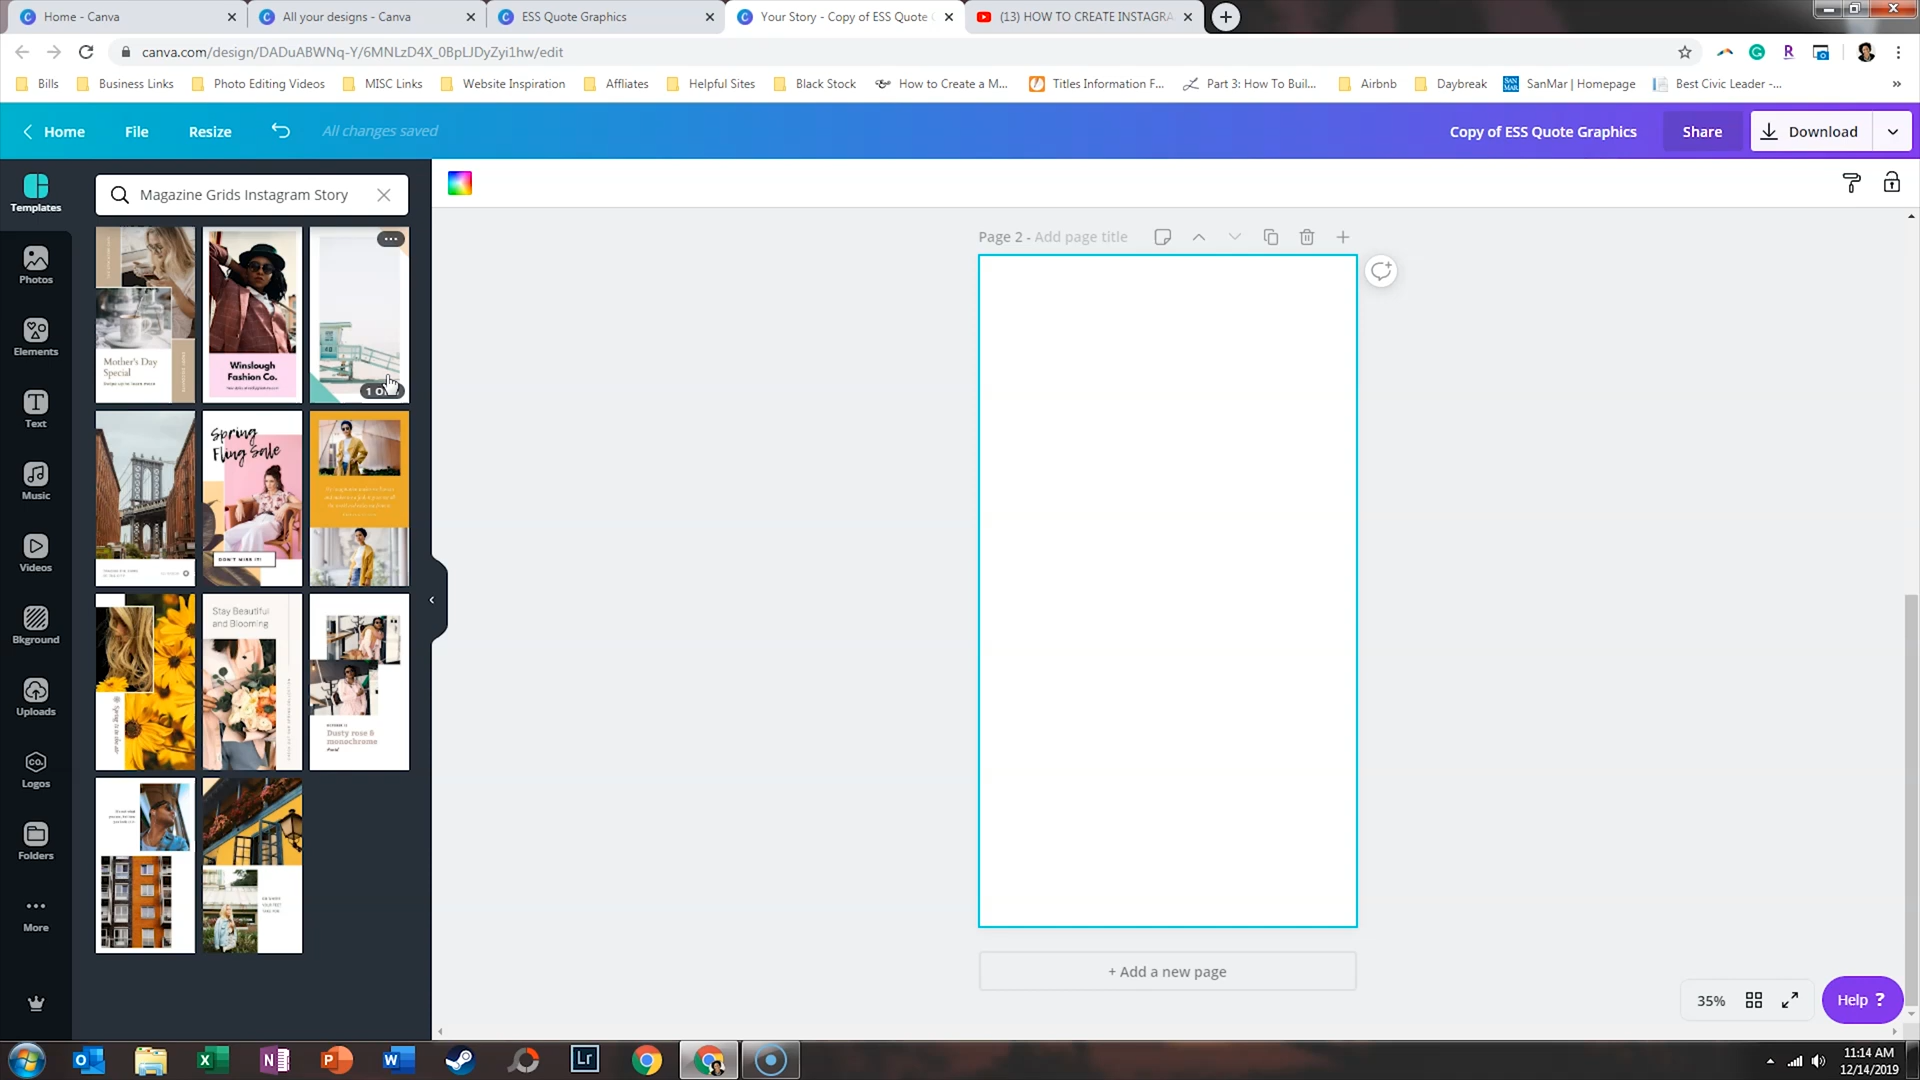 Home - Canva
All your designs - Canva
ESS Quote Graphics
Your Story - Copy of ESS Quote
(13) HOW TO CREATE INSTAGRA
canva.com/design/DADuABWNq-Y/6MNLzD4X_0BpLJDyZyi1hw/edit
Bills
Business Links
Photo Editing Videos
MISC Links
Website Inspiration
Affliates
Helpful Sites
Black Stock
How to Create a M...
Titles Information F...
Part 3: How To Buil...
Airbnb
Daybreak
SAN MAR
SanMar | Homepage
Best Civic Leader -...
»
Home
File
Resize
All changes saved
Copy of ESS Quote Graphics
Share
Download
Templates
Photos
Elements
Text
Music
Videos
Bkground
Uploads
Logos
Folders
More
Magazine Grids Instagram Story
Mother's Day
Special
Winslough
Fashion Co.
Spring
Fling Sale
DON'T MISS IT!
Stay Beautiful
and Blooming
Dusty rose &
monochrome
Page 2 - Add page title
+ Add a new page
35%
Help ?
11:14 AM
12/14/2019